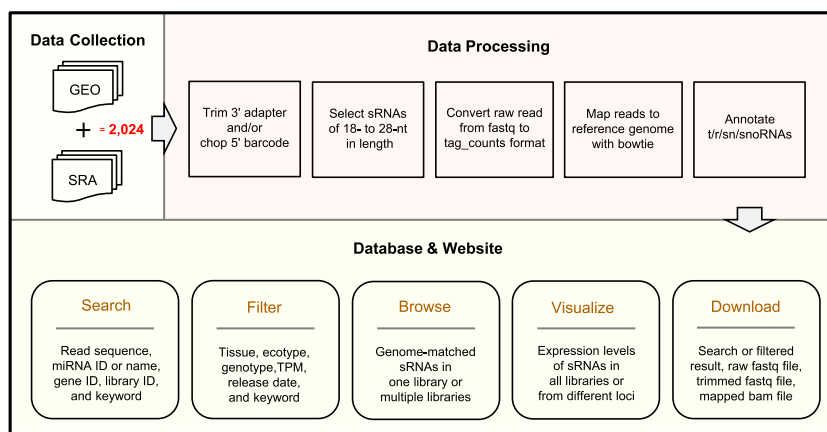 Data Collection
GEO
+ = 2,024
SRA
Data Processing
Trim 3' adapter
and/or
chop 5' barcode
Select sRNAs
of 18- to 28-nt
in length
Convert raw read
from fastq to
tag_counts format
Map reads to
reference genome
with bowtie
Annotate
t/r/sn/snoRNAs
Database & Website
Search
Read sequence,
miRNA ID or name,
gene ID, library ID,
and keyword
Filter
Tissue, ecotype,
genotype,TPM,
release date,
and keyword
Browse
Genome-matched
sRNAs in
one library or
multiple libraries
Visualize
Expression levels
of sRNAs in
all libraries or
from different loci
Download
Search or filtered
result, raw fastq file,
trimmed fastq file,
mapped bam file